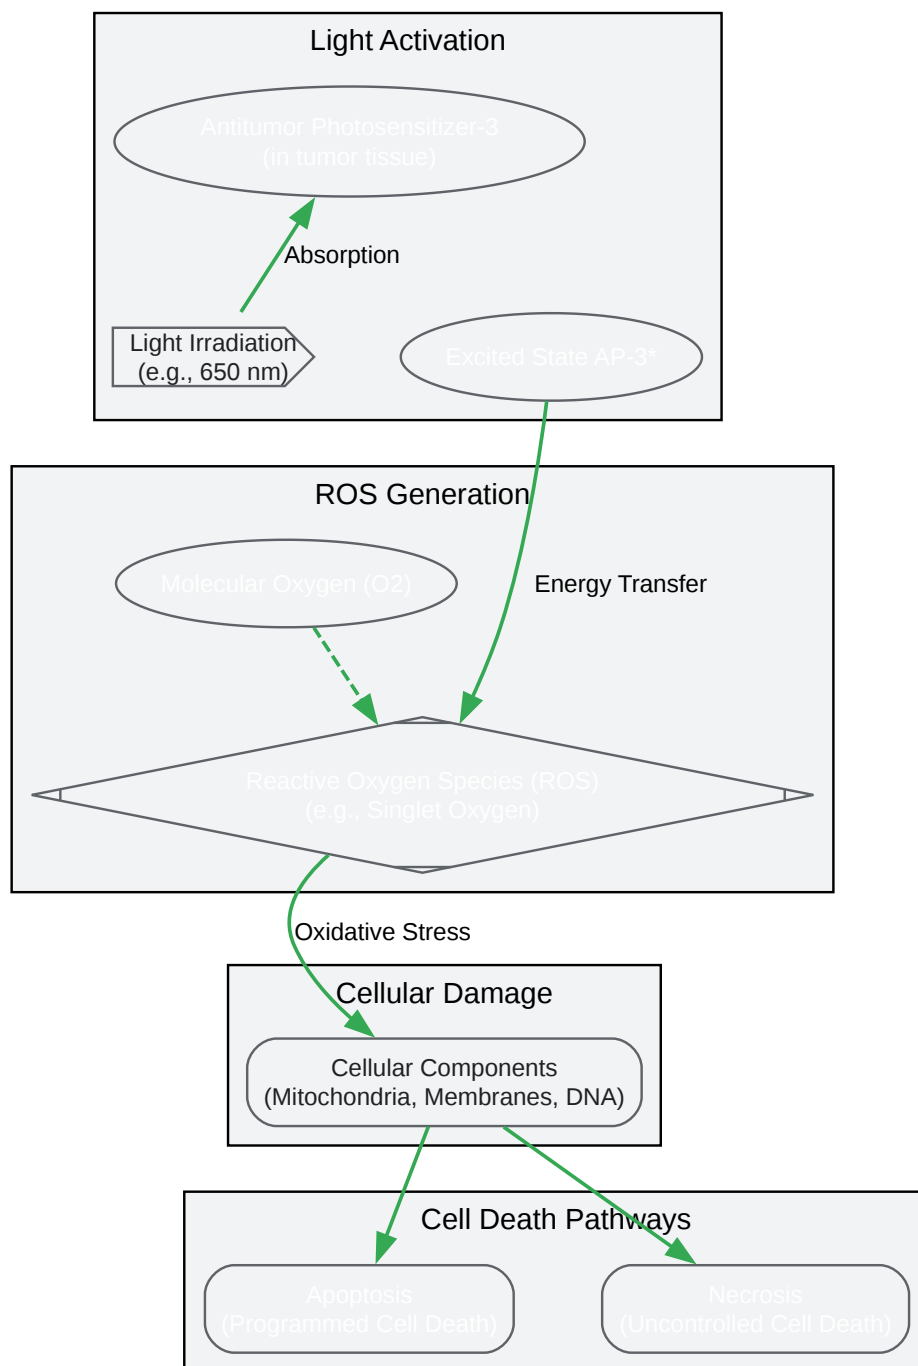 Light Activation
Antitumor Photosensitizer-3
(in tumor tissue)
Absorption
Light Irradiation
(e.g., 650 nm)
Excited State AP-3*
ROS Generation
Molecular Oxygen (O2)
Energy Transfer
Reactive Oxygen Species (ROS)
(e.g., Singlet Oxygen)
Oxidative Stress
Cellular Damage
Cellular Components
(Mitochondria, Membranes, DNA)
Cell Death Pathways
Apoptosis
(Programmed Cell Death)
Necrosis
(Uncontrolled Cell Death)